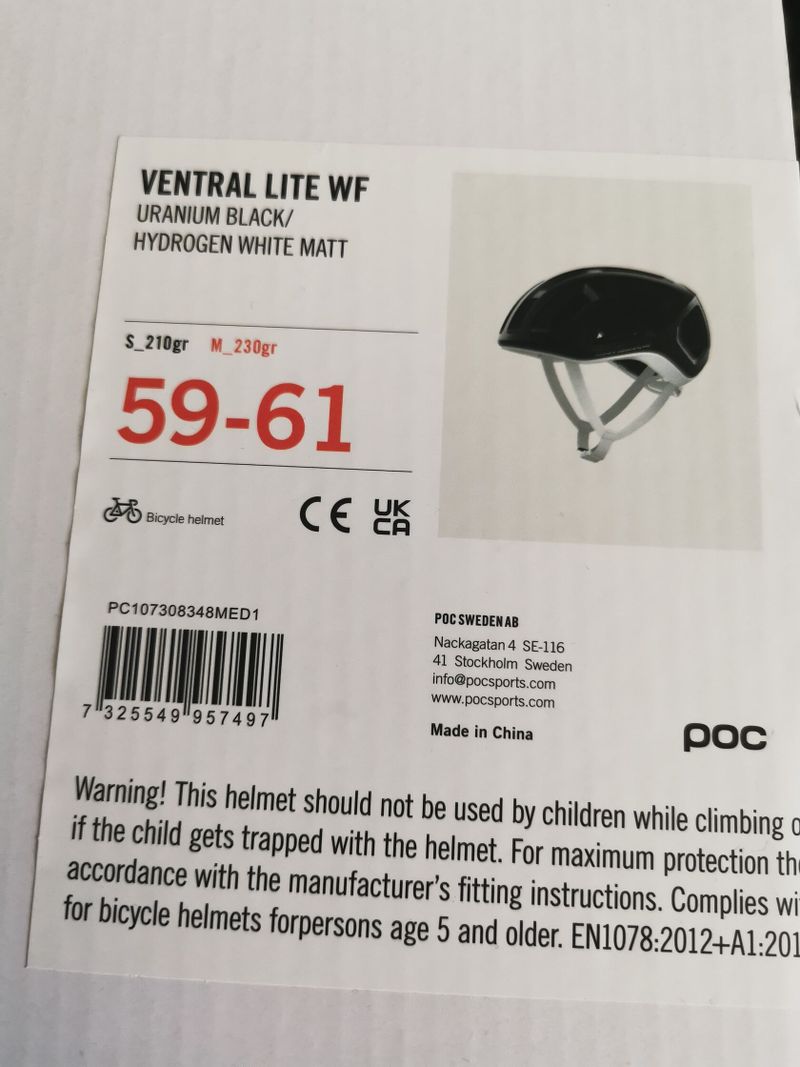 VENTRAL LITE WF
URANIUM BLACK/
HYDROGEN WHITE MATT
S_210gr M_230gr
59-61
Bicycle helmet CE UK
CA
PC107308348MED1
7 325549 957497
POC SWEDEN AB
Nackagatan 4 SE-116
41 Stockholm Sweden
info@pocsports.com
www.pocsports.com
Made in China
POC
Warning! This helmet should not be used by children while climbing
if the child gets trapped with the helmet. For maximum protection
accordance with the manufacturer's fitting instructions. Complies
for bicycle helmets forpersons age 5 and older. EN1078:2012+A1:201